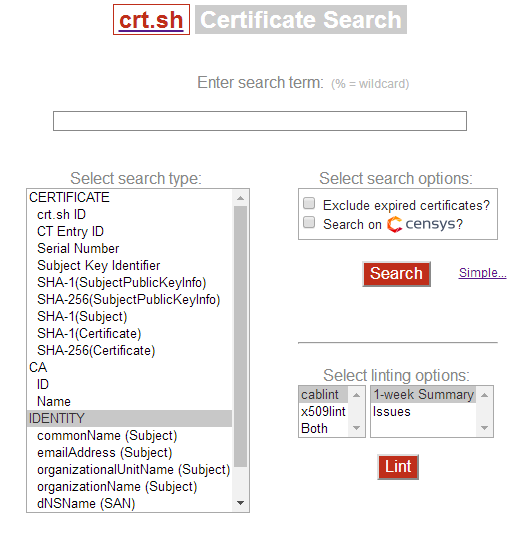 crt.sh Certificate Search
Enter search term: (% = wildcard)
Select search type:
CERTIFICATE
crt.sh ID
CT Entry ID
Serial Number
Subject Key Identifier
SHA-1(SubjectPublicKeyInfo)
SHA-256(SubjectPublicKeyInfo)
SHA-1(Subject)
SHA-1(Certificate)
SHA-256(Certificate)
CA
ID
Name
IDENTITY
commonName (Subject)
emailAddress (Subject)
organizationalUnitName (Subject)
organizationName (Subject)
dNSName (SAN)
Select search options:
Exclude expired certificates?
Search on censys?
Search Simple...
Select linting options:
cablint
x509lint
Both
1-week Summary
Issues
Lint